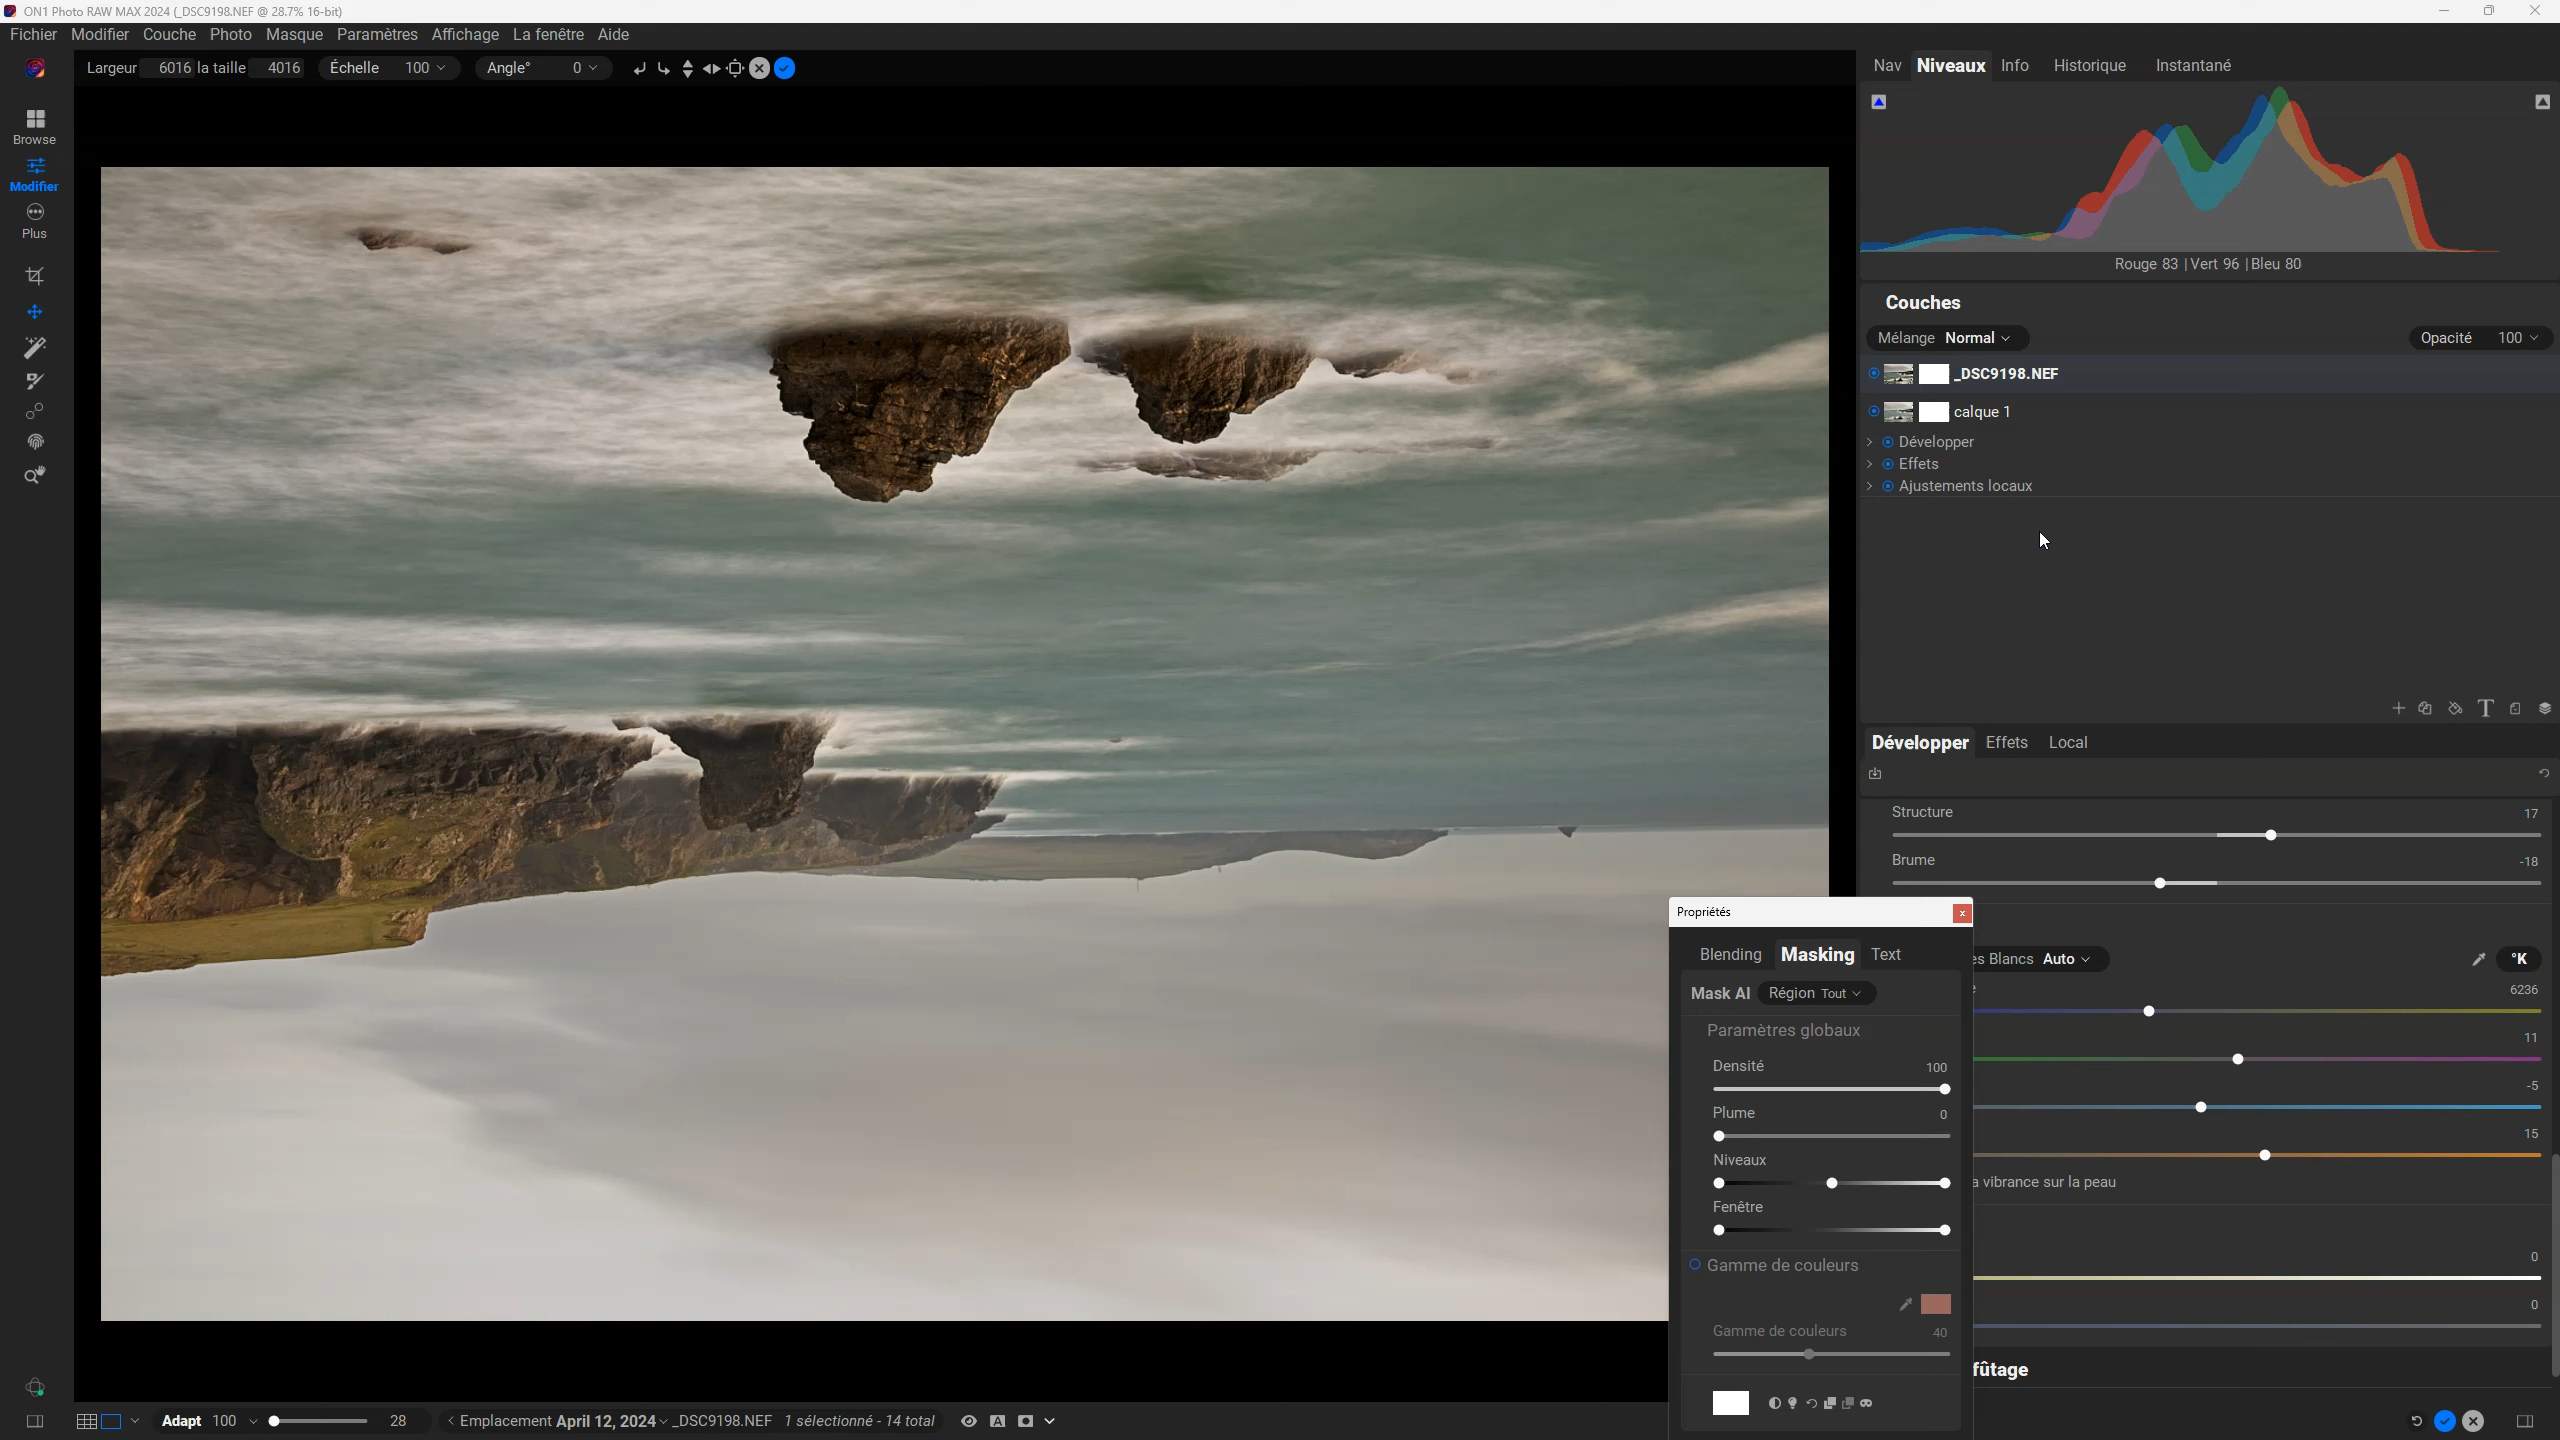 ON1 Photo RAW MAX 2024 (_DSC9198.NEF @ 28.7% 16-bit)
Fichier Modifier Couche Photo Masque Paramètres Affichage La fenêtre Aide
Largeur 6016 la taille 4016 Échelle 100 Angle° 0
Browse
Modifier
Plus
Nav Niveaux Info Historique Instantané
Rouge 83 | Vert 96 | Bleu 80
Couches
Mélange Normal Opacité 100
_DSC9198.NEF
calque 1
Développer
Effets
Ajustements locaux
T
Développer Effets Local
Structure 17
Brume -18
es Blancs Auto °K
e 6236
11
-5
15
a vibrance sur la peau
0
0
fûtage
Propriétés x
Blending Masking Text
Mask AI Région Tout
Paramètres globaux
Densité 100
Plume 0
Niveaux
Fenêtre
Gamme de couleurs
Gamme de couleurs 40
Adapt 100 28 < Emplacement April 12, 2024 _DSC9198.NEF 1 sélectionné - 14 total A